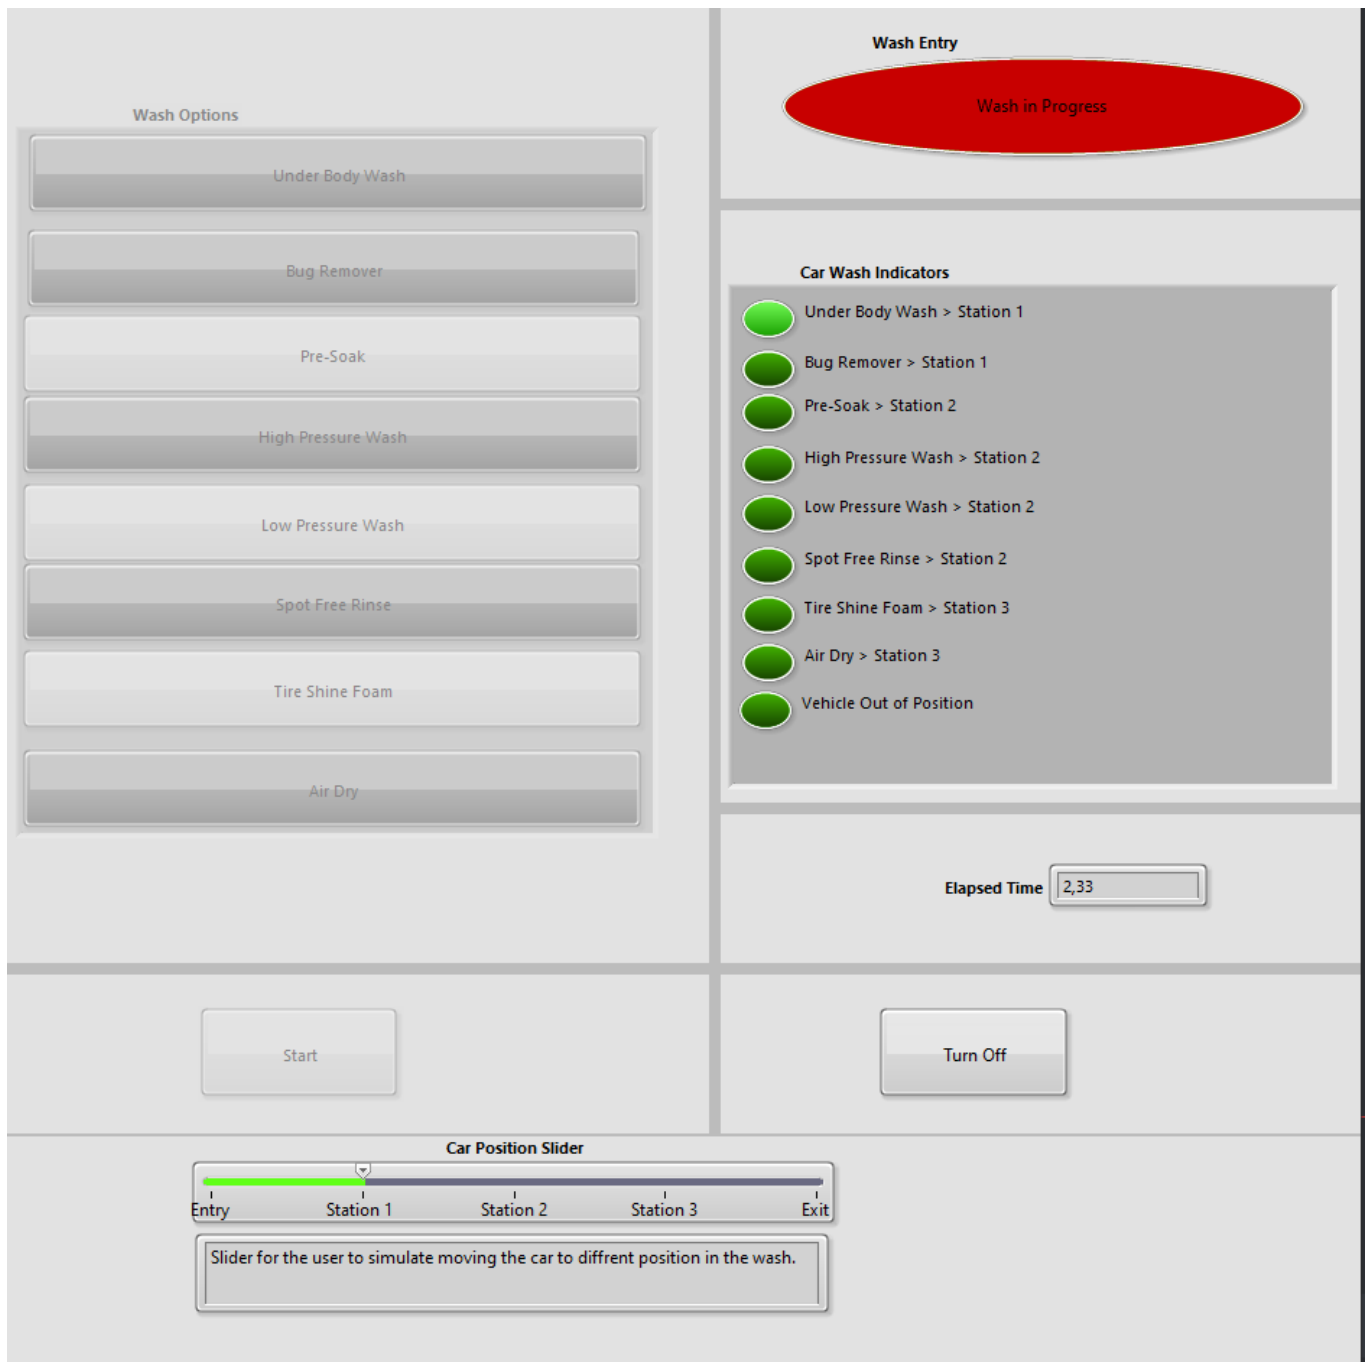 Wash Options
Under Body Wash
Bug Remover
Pre-Soak
High Pressure Wash
Low Pressure Wash
Spot Free Rinse
Tire Shine Foam
Air Dry
Wash Entry
Wash in Progress
Car Wash Indicators
Under Body Wash > Station 1
Bug Remover > Station 1
Pre-Soak > Station 2
High Pressure Wash > Station 2
Low Pressure Wash > Station 2
Spot Free Rinse > Station 2
Tire Shine Foam > Station 3
Air Dry > Station 3
Vehicle Out of Position
Elapsed Time 2,33
Start
Turn Off
Car Position Slider
Entry Station 1 Station 2 Station 3 Exit
Slider for the user to simulate moving the car to diffrent position in the wash.